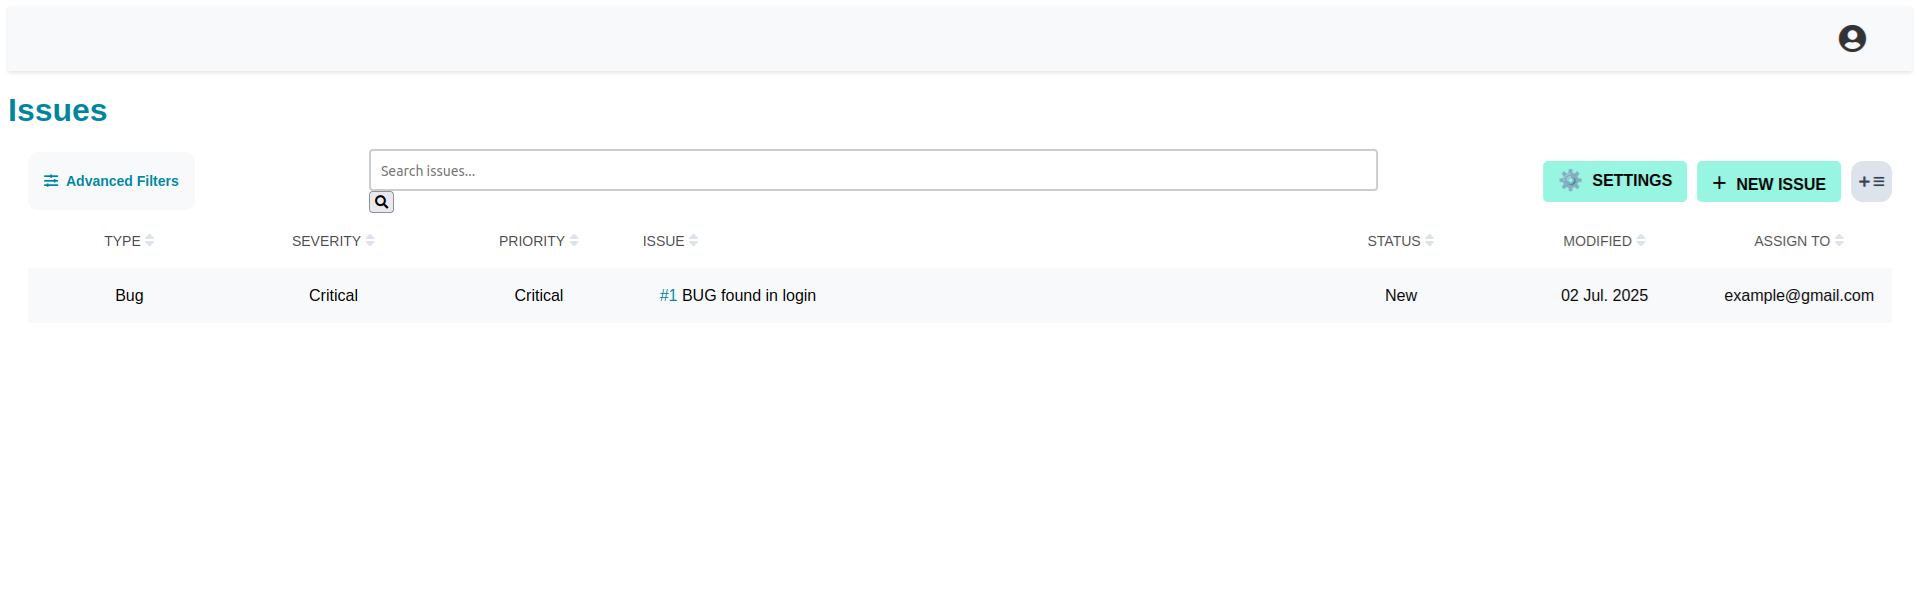 Issues
Advanced Filters
Search issues...
SETTINGS
+ NEW ISSUE
TYPE SEVERITY PRIORITY ISSUE STATUS MODIFIED ASSIGN TO
Bug Critical Critical #1 BUG found in login New 02 Jul. 2025 example@gmail.com